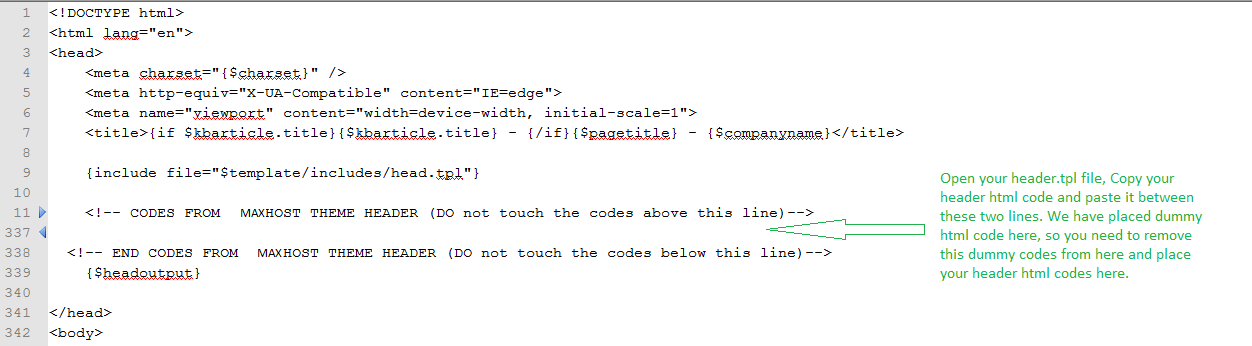 1 <!DOCTYPE html>
2 <html lang="en">
3 <head>
4 <meta charset="{$charset}" />
5 <meta http-equiv="X-UA-Compatible" content="IE=edge">
6 <meta name="viewport" content="width=device-width, initial-scale=1">
7 <title>{if $kbarticle.title}{$kbarticle.title} - {/if}{$pagetitle} - {$companyname}</title>
8
9 {include file="$template/includes/head.tpl"}
10
11 <!-- CODES FROM  MAXHOST THEME HEADER (DO not touch the codes above this line)-->
337
338 <!-- END CODES FROM  MAXHOST THEME HEADER (DO not touch the codes below this line)-->
339 {$headoutput}
340
341 </head>
342 <body>
Open your header.tpl file, Copy your
header html code and paste it between
these two lines. We have placed dummy
html code here, so you need to remove
this dummy codes from here and place
your header html codes here.